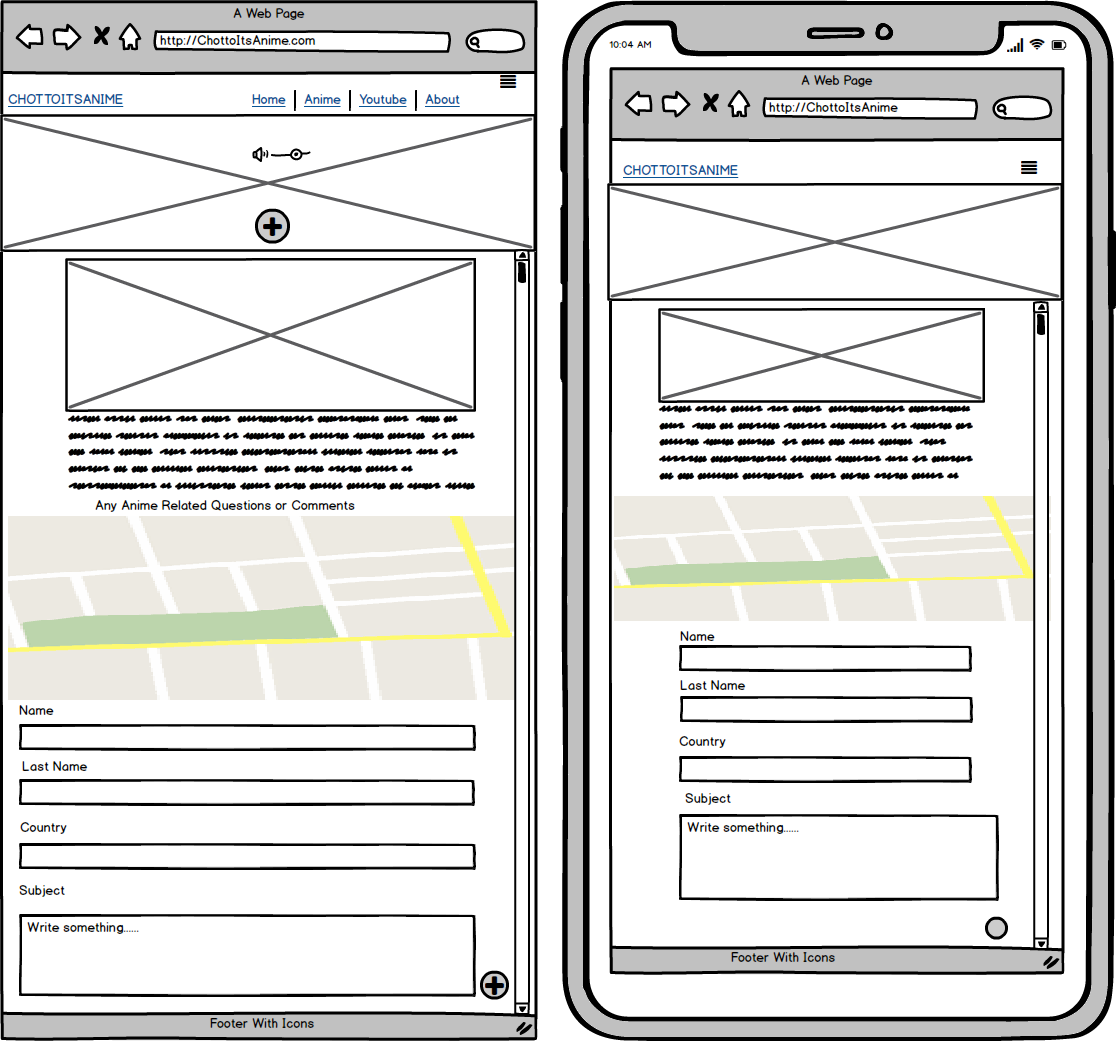 A Web Page
http://ChottoItsAnime.com
CHOTTOITSANIME
Home Anime Youtube About
Any Anime Related Questions or Comments
Name
Last Name
Country
Subject
Write something......
Footer With Icons
10:04 AM
A Web Page
http://ChottoItsAnime
CHOTTOITSANIME
Name
Last Name
Country
Subject
Write something......
Footer With Icons